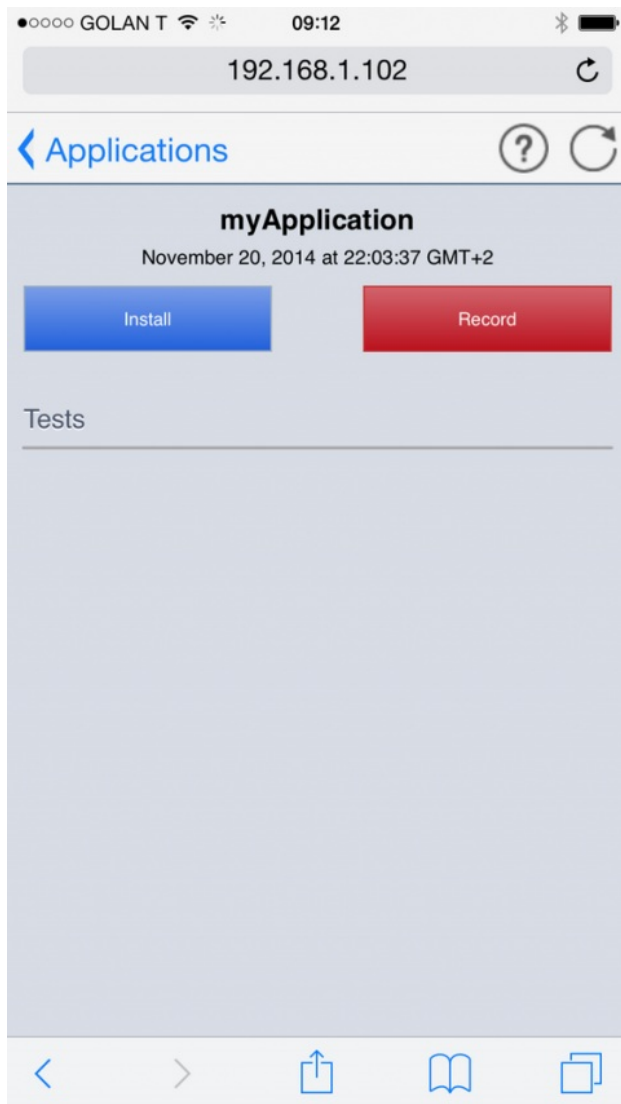 GOLAN T 09:12
192.168.1.102
Applications ?
myApplication
November 20, 2014 at 22:03:37 GMT+2
Install Record
Tests